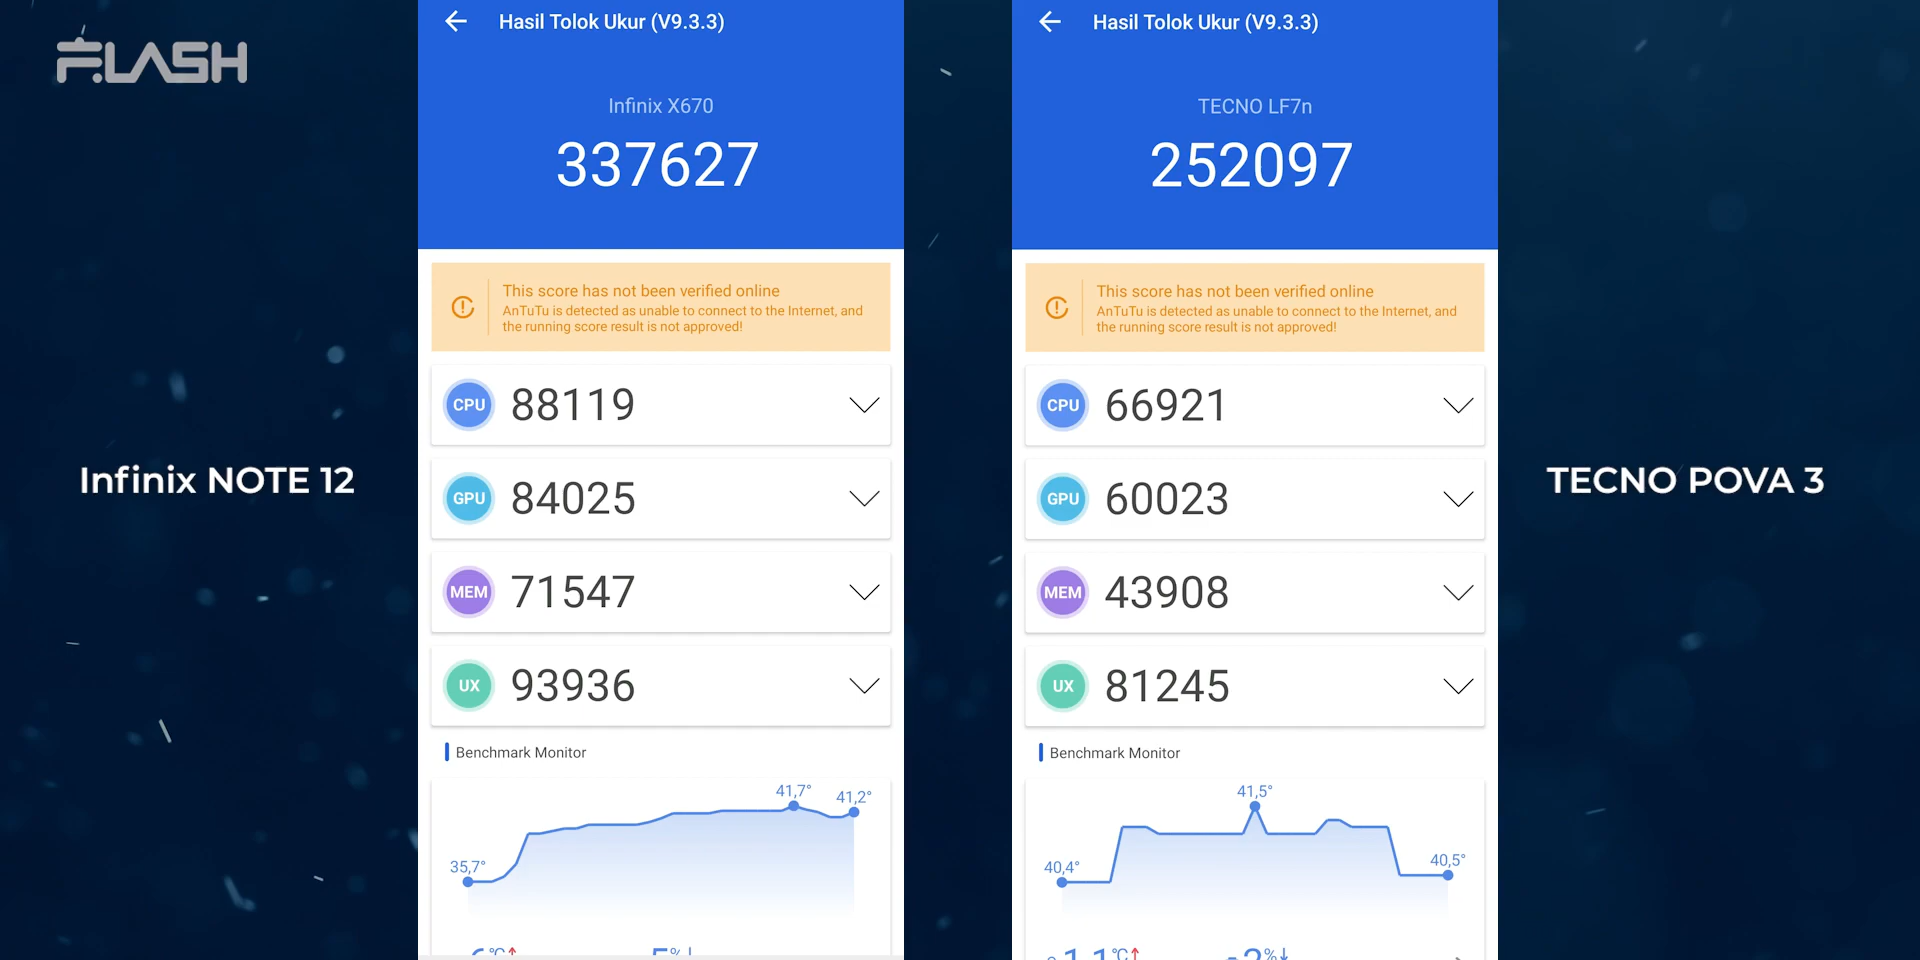 FLASH
Hasil Tolok Ukur (V9.3.3)
Infinix X670
337627
This score has not been verified online
AnTuTu is detected as unable to connect to the Internet, and
the running score result is not approved!
CPU 88119
GPU 84025
MEM 71547
UX 93936
Benchmark Monitor
35,7°
41,7°
41,2°
Infinix NOTE 12
Hasil Tolok Ukur (V9.3.3)
TECNO LF7n
252097
This score has not been verified online
AnTuTu is detected as unable to connect to the Internet, and
the running score result is not approved!
CPU 66921
GPU 60023
MEM 43908
UX 81245
Benchmark Monitor
40,4°
41,5°
40,5°
TECNO POVA 3